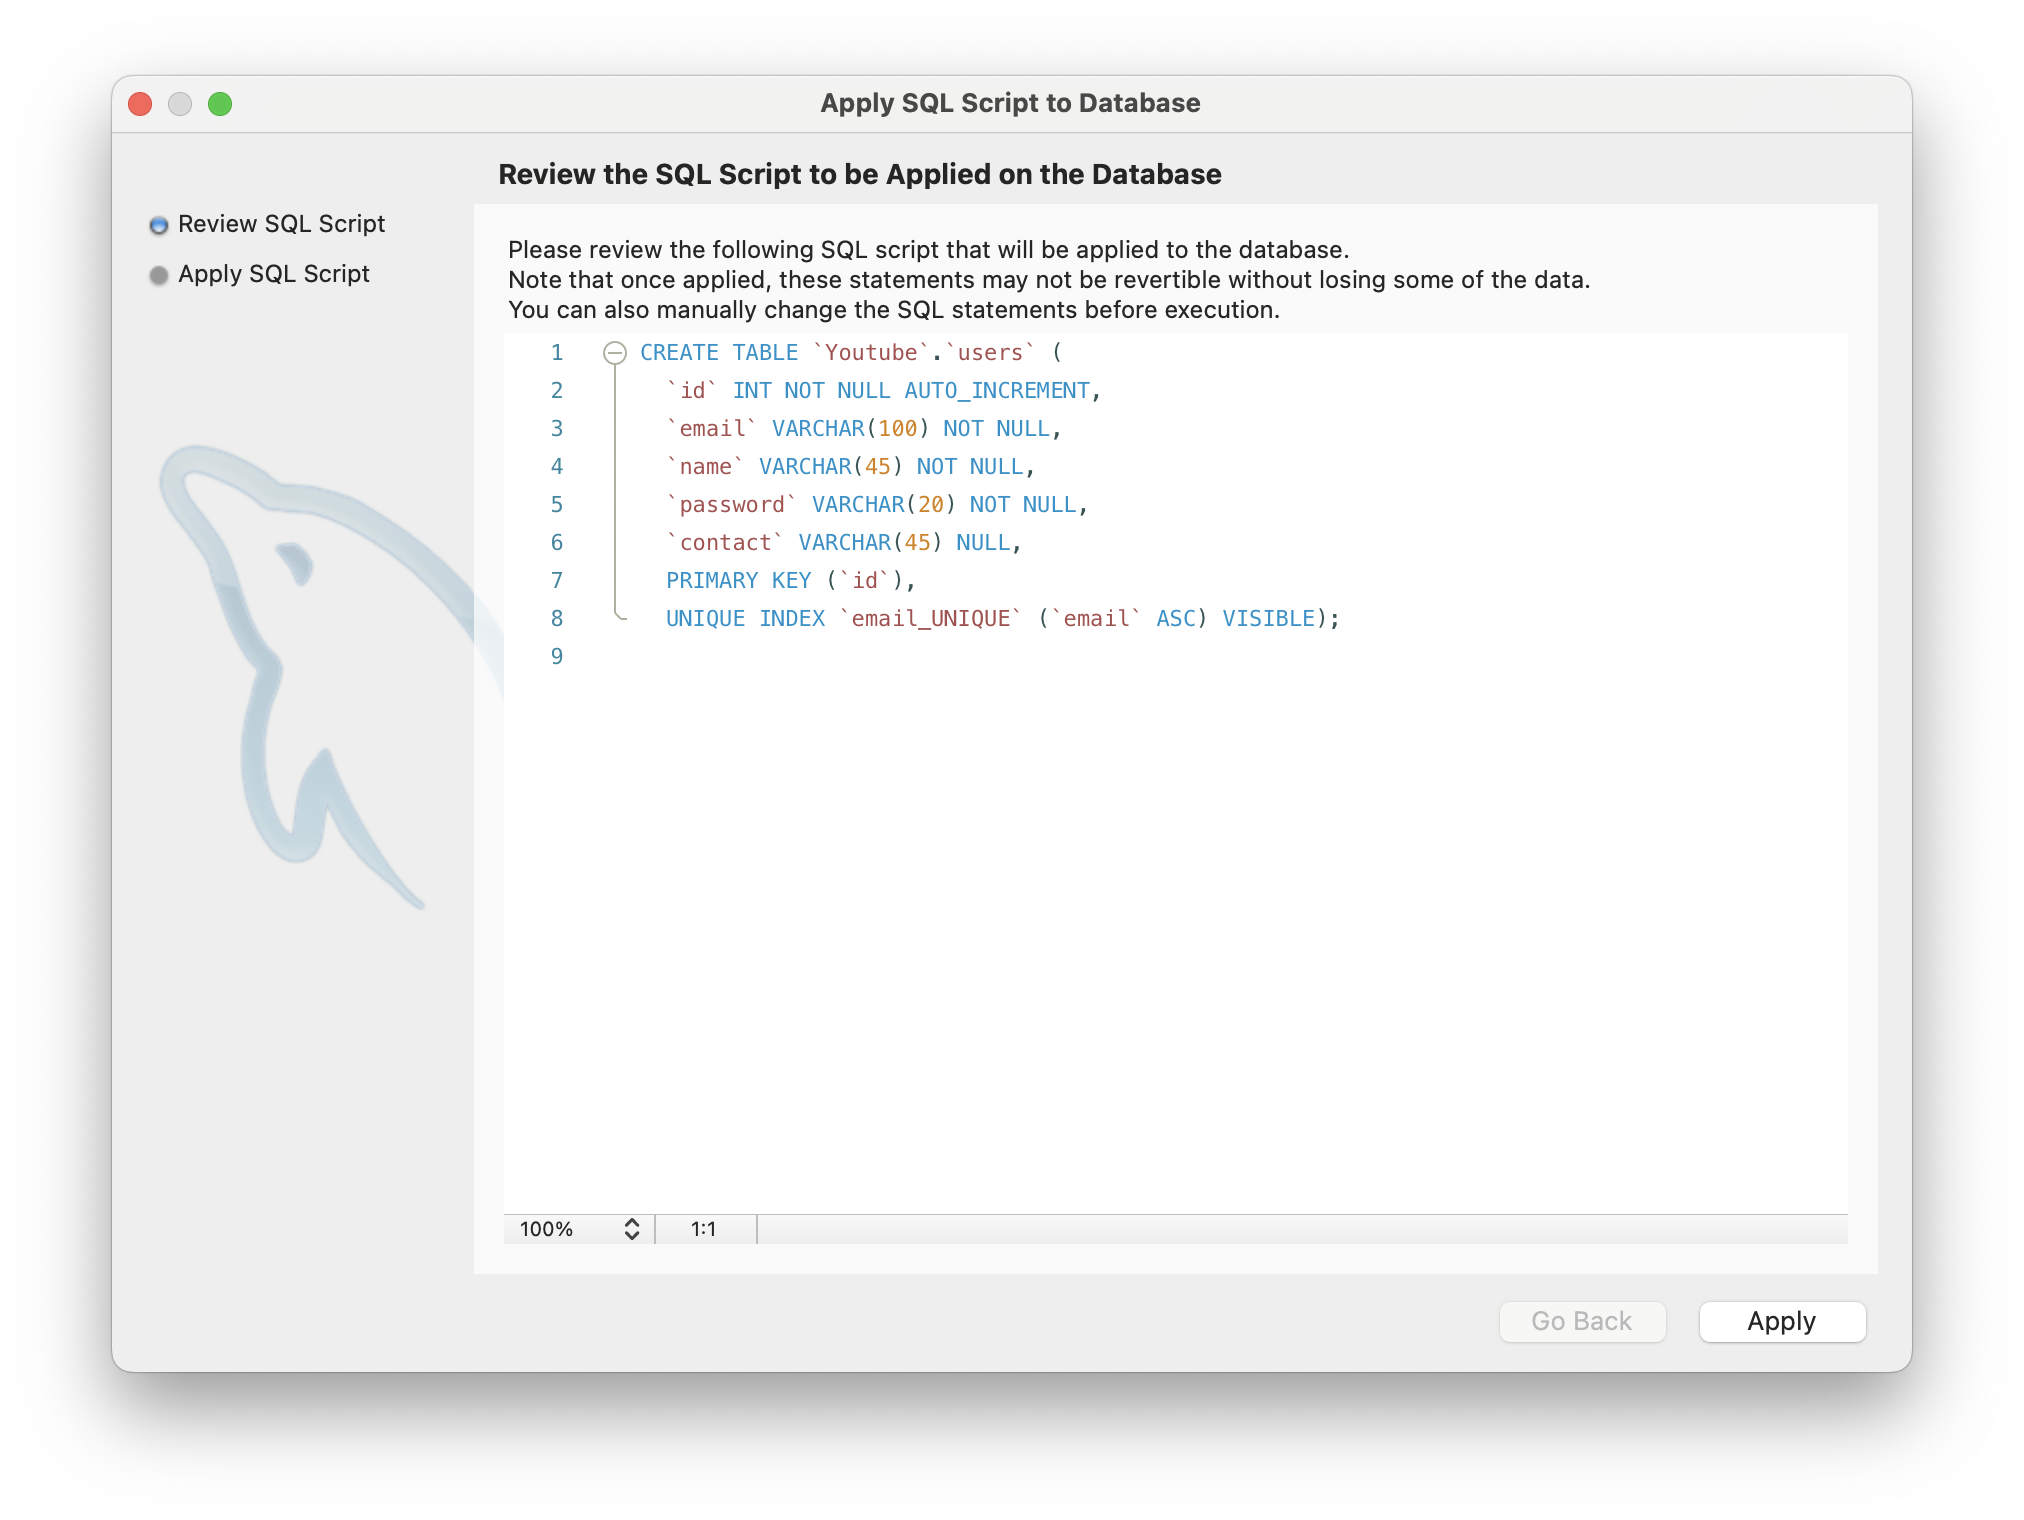 Apply SQL Script to Database
Review the SQL Script to be Applied on the Database
Review SQL Script
Apply SQL Script
Please review the following SQL script that will be applied to the database.
Note that once applied, these statements may not be revertible without losing some of the data.
You can also manually change the SQL statements before execution.
1 CREATE TABLE `Youtube`.`users` (
2   `id` INT NOT NULL AUTO_INCREMENT,
3   `email` VARCHAR(100) NOT NULL,
4   `name` VARCHAR(45) NOT NULL,
5   `password` VARCHAR(20) NOT NULL,
6   `contact` VARCHAR(45) NULL,
7   PRIMARY KEY (`id`),
8   UNIQUE INDEX `email_UNIQUE` (`email` ASC) VISIBLE);
9
100% 1:1
Go Back Apply